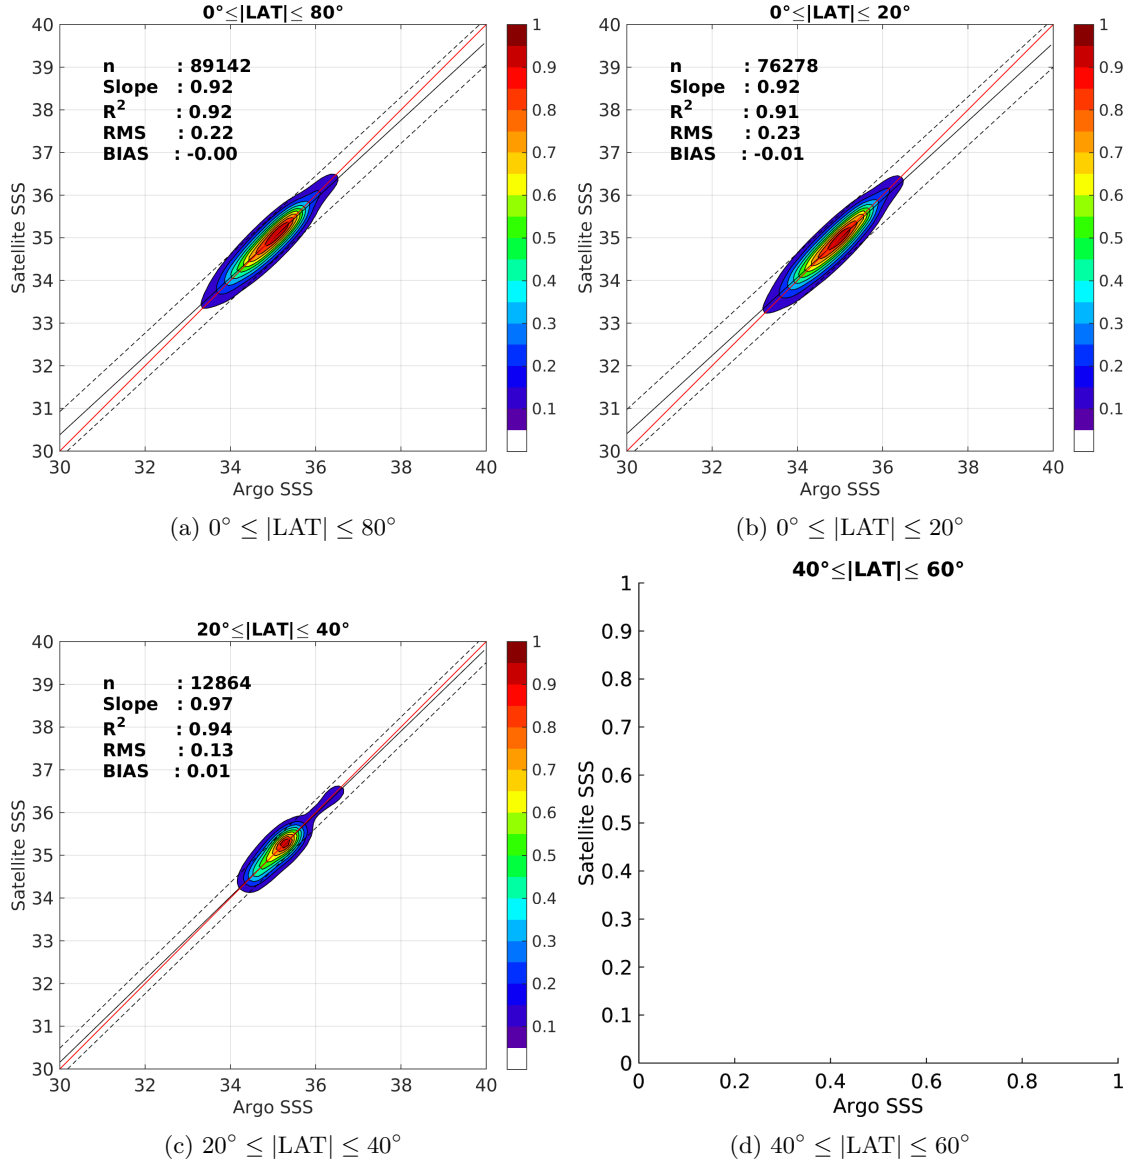 0°≤|LAT|≤ 80°
40
39
38
37
36
35
34
33
32
31
30
30 32 34 36 38 40
Satellite SSS
Argo SSS
n : 89142
Slope : 0.92
R² : 0.92
RMS : 0.22
BIAS : -0.00
1
0.9
0.8
0.7
0.6
0.5
0.4
0.3
0.2
0.1
(a) 0° ≤ |LAT| ≤ 80°
0°≤|LAT|≤ 20°
40
39
38
37
36
35
34
33
32
31
30
30 32 34 36 38 40
Satellite SSS
Argo SSS
n : 76278
Slope : 0.92
R² : 0.91
RMS : 0.23
BIAS : -0.01
1
0.9
0.8
0.7
0.6
0.5
0.4
0.3
0.2
0.1
(b) 0° ≤ |LAT| ≤ 20°
20°≤|LAT|≤ 40°
40
39
38
37
36
35
34
33
32
31
30
30 32 34 36 38 40
Satellite SSS
Argo SSS
n : 12864
Slope : 0.97
R² : 0.94
RMS : 0.13
BIAS : 0.01
1
0.9
0.8
0.7
0.6
0.5
0.4
0.3
0.2
0.1
(c) 20° ≤ |LAT| ≤ 40°
40°≤|LAT|≤ 60°
1
0.9
0.8
0.7
0.6
0.5
0.4
0.3
0.2
0.1
0
0 0.2 0.4 0.6 0.8 1
Satellite SSS
Argo SSS
(d) 40° ≤ |LAT| ≤ 60°